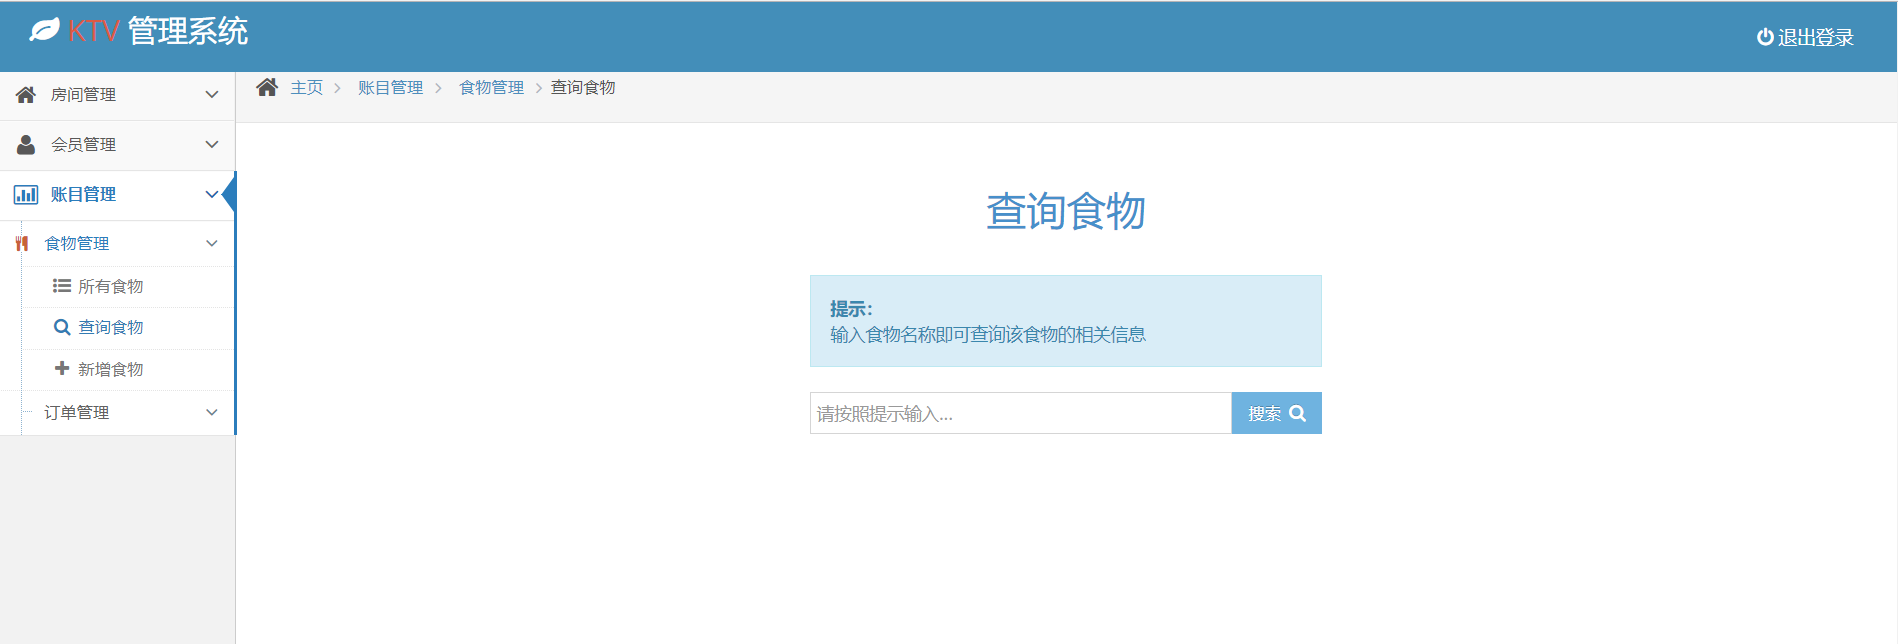 KTV 管理系统
退出登录
房间管理
会员管理
账目管理
食物管理
所有食物
查询食物
新增食物
订单管理
主页 账目管理 食物管理 查询食物
查询食物
提示：
输入食物名称即可查询该食物的相关信息
请按照提示输入...
搜索